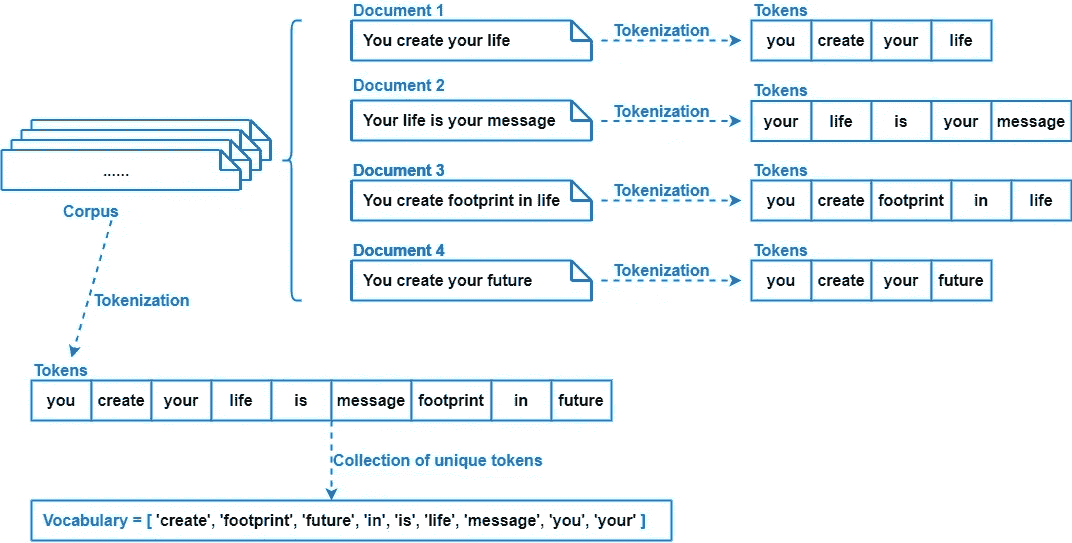 Document 1
You create your life
Tokenization
Tokens
you create your life
Document 2
Your life is your message
Tokenization
Tokens
your life is your message
Document 3
You create footprint in life
Tokenization
Tokens
you create footprint in life
Document 4
You create your future
Tokenization
Tokens
you create your future
......
Corpus
Tokenization
Tokens
you create your life is message footprint in future
Collection of unique tokens
Vocabulary = [ 'create', 'footprint', 'future', 'in', 'is', 'life', 'message', 'you', 'your' ]